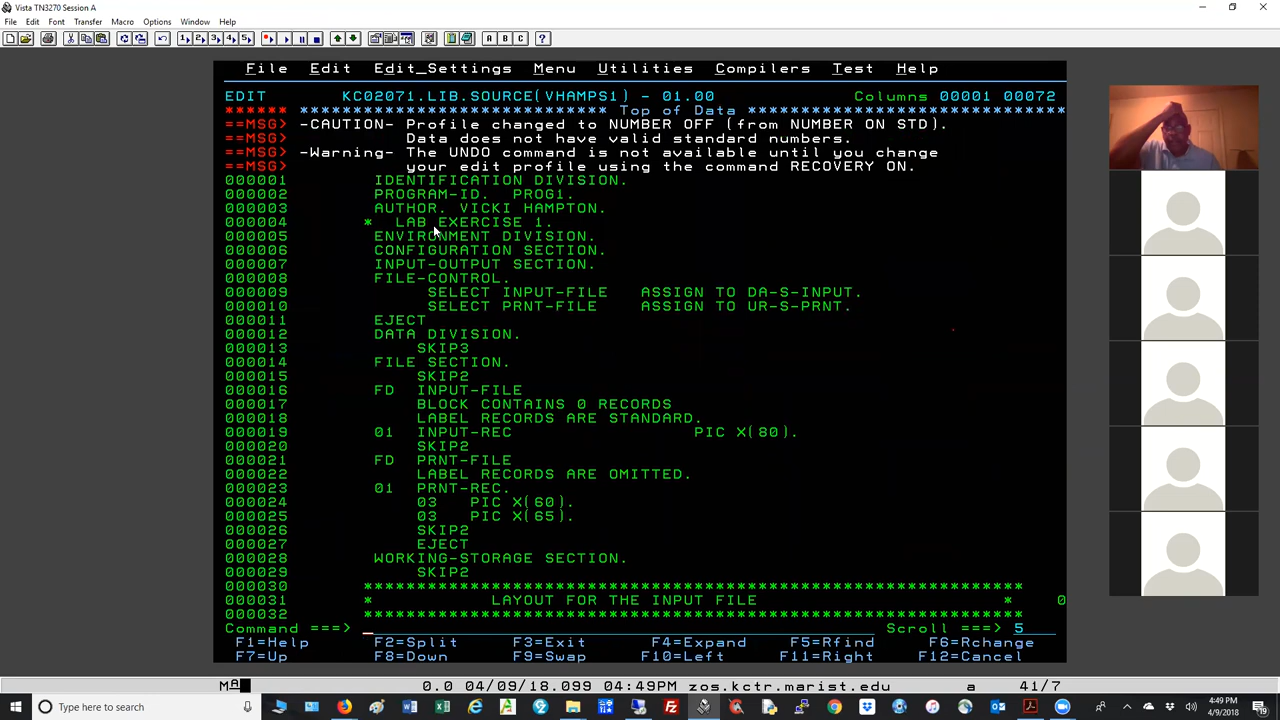 Vista TN3270 Session A
File Edit Font Transfer Macro Options Window Help
File Edit Edit_Settings Menu Utilities Compilers Test Help
EDIT KC02071.LIB.SOURCE(VHAMPS1) - 01.00 Columns 00001 00072
****** ***************************************** Top of Data ******************************
==MSG> -CAUTION- Profile changed to NUMBER OFF (from NUMBER ON STD).
==MSG> Data does not have valid standard numbers.
==MSG> -Warning- The UNDO command is not available until you change
==MSG> your edit profile using the command RECOVERY ON.
000001 IDENTIFICATION DIVISION.
000002 PROGRAM-ID. PROG1.
000003 AUTHOR. VICKI HAMPTON.
000004 * LAB EXERCISE 1.
000005 ENVIRONMENT DIVISION.
000006 CONFIGURATION SECTION.
000007 INPUT-OUTPUT SECTION.
000008 FILE-CONTROL.
000009 SELECT INPUT-FILE ASSIGN TO DA-S-INPUT.
000010 SELECT PRNT-FILE ASSIGN TO UR-S-PRNT.
000011 EJECT
000012 DATA DIVISION.
000013 SKIP3
000014 FILE SECTION.
000015 SKIP2
000016 FD INPUT-FILE
000017 BLOCK CONTAINS 0 RECORDS
000018 LABEL RECORDS ARE STANDARD.
000019 01 INPUT-REC PIC X(80).
000020 SKIP2
000021 FD PRNT-FILE
000022 LABEL RECORDS ARE OMITTED.
000023 01 PRNT-REC.
000024 03 PIC X(60).
000025 03 PIC X(65).
000026 SKIP2
000027 EJECT
000028 WORKING-STORAGE SECTION.
000029 SKIP2
000030 **************************************************************
000031 * LAYOUT FOR THE INPUT FILE * 0
000032 **************************************************************
Command ===> Scroll ===> 5
F1=Help F2=Split F3=Exit F4=Expand F5=Rfind F6=Rchange
F7=Up F8=Down F9=Swap F10=Left F11=Right F12=Cancel
MA 0.0 04/09/18.099 04:49PM zos.kctr.marist.edu a 41/7
Type here to search
4:49 PM
4/9/2018